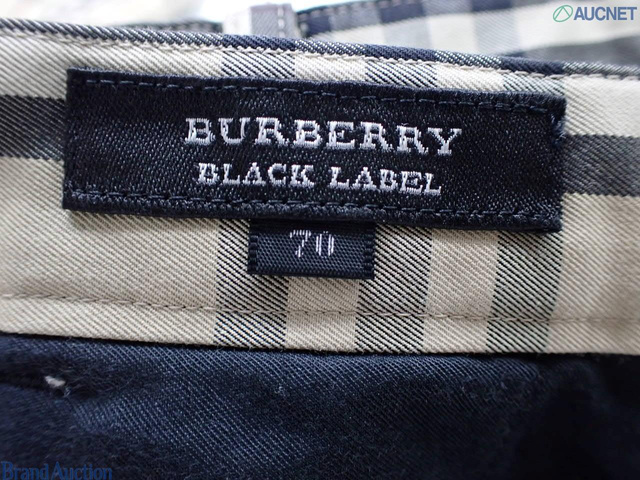 AUCNET
BURBERRY
BLACK LABEL
70
Brand Auction